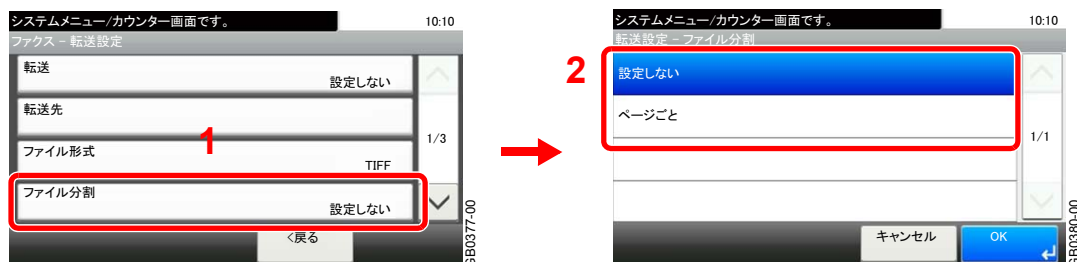 システムメニュー/カウンター画面です。
10:10
ファクス - 転送設定
転送
設定しない
転送先
1
1/3
ファイル形式
TIFF
ファイル分割
設定しない
<戻る
GB0377-00
システムメニュー/カウンター画面です。
10:10
転送設定 - ファイル分割
2
設定しない
ページごと
1/1
キャンセル
OK
GB0380-00